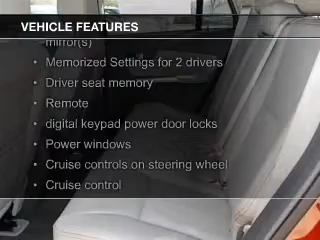 VEHICLE FEATURES
mirror(s)
• Memorized Settings for 2 drivers
• Driver seat memory
• Remote
• digital keypad power door locks
• Power windows
• Cruise controls on steering wheel
• Cruise control